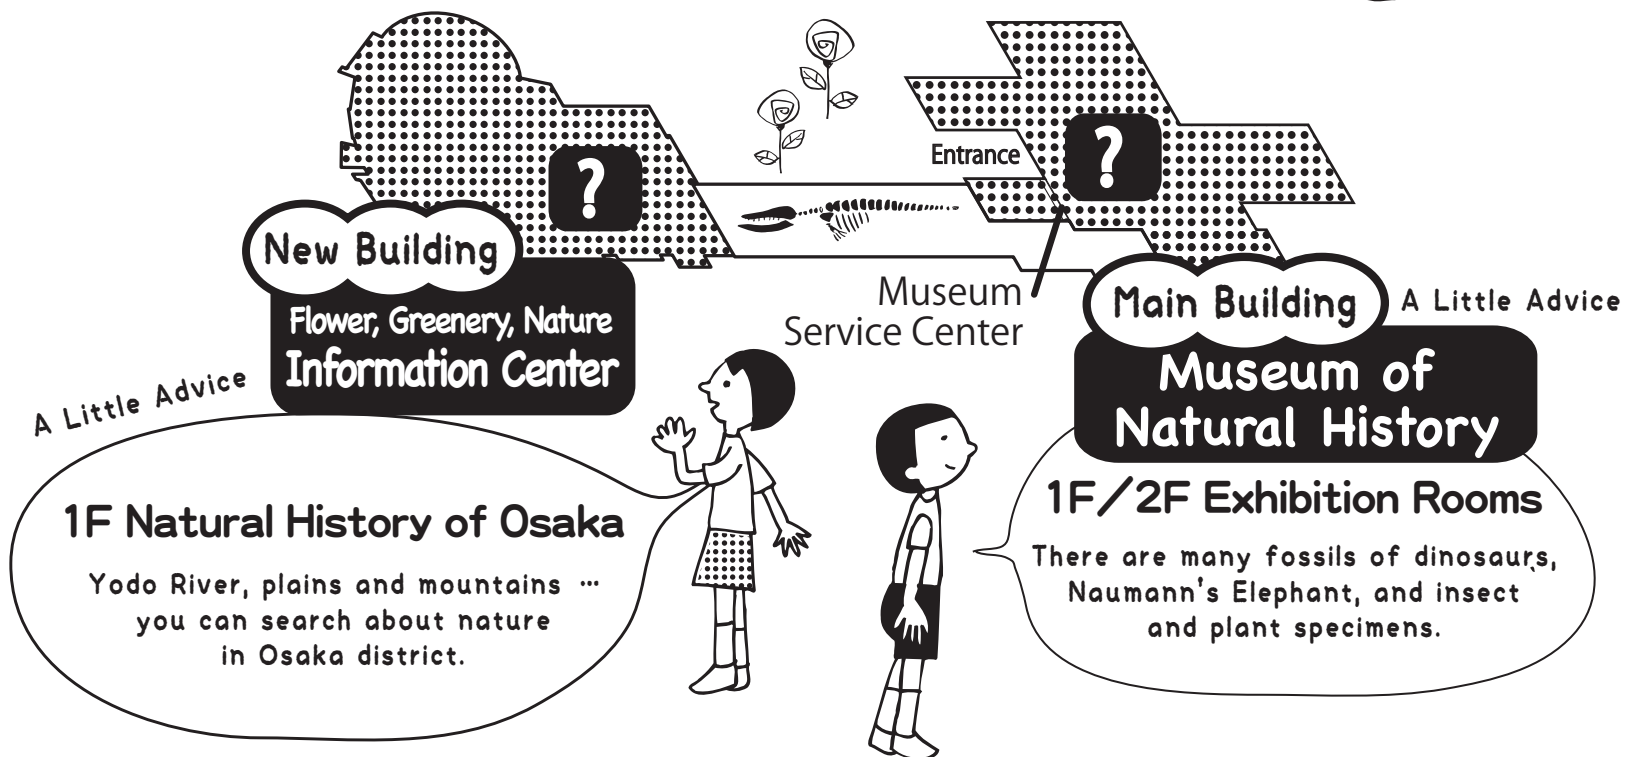 ?
?
Entrance
New Building
Flower, Greenery, Nature
Information Center
Museum
Service Center
Main Building
A Little Advice
Museum of
Natural History
A Little Advice
1F Natural History of Osaka
Yodo River, plains and mountains …
you can search about nature
in Osaka district.
1F/2F Exhibition Rooms
There are many fossils of dinosaurs,
Naumann's Elephant, and insect
and plant specimens.